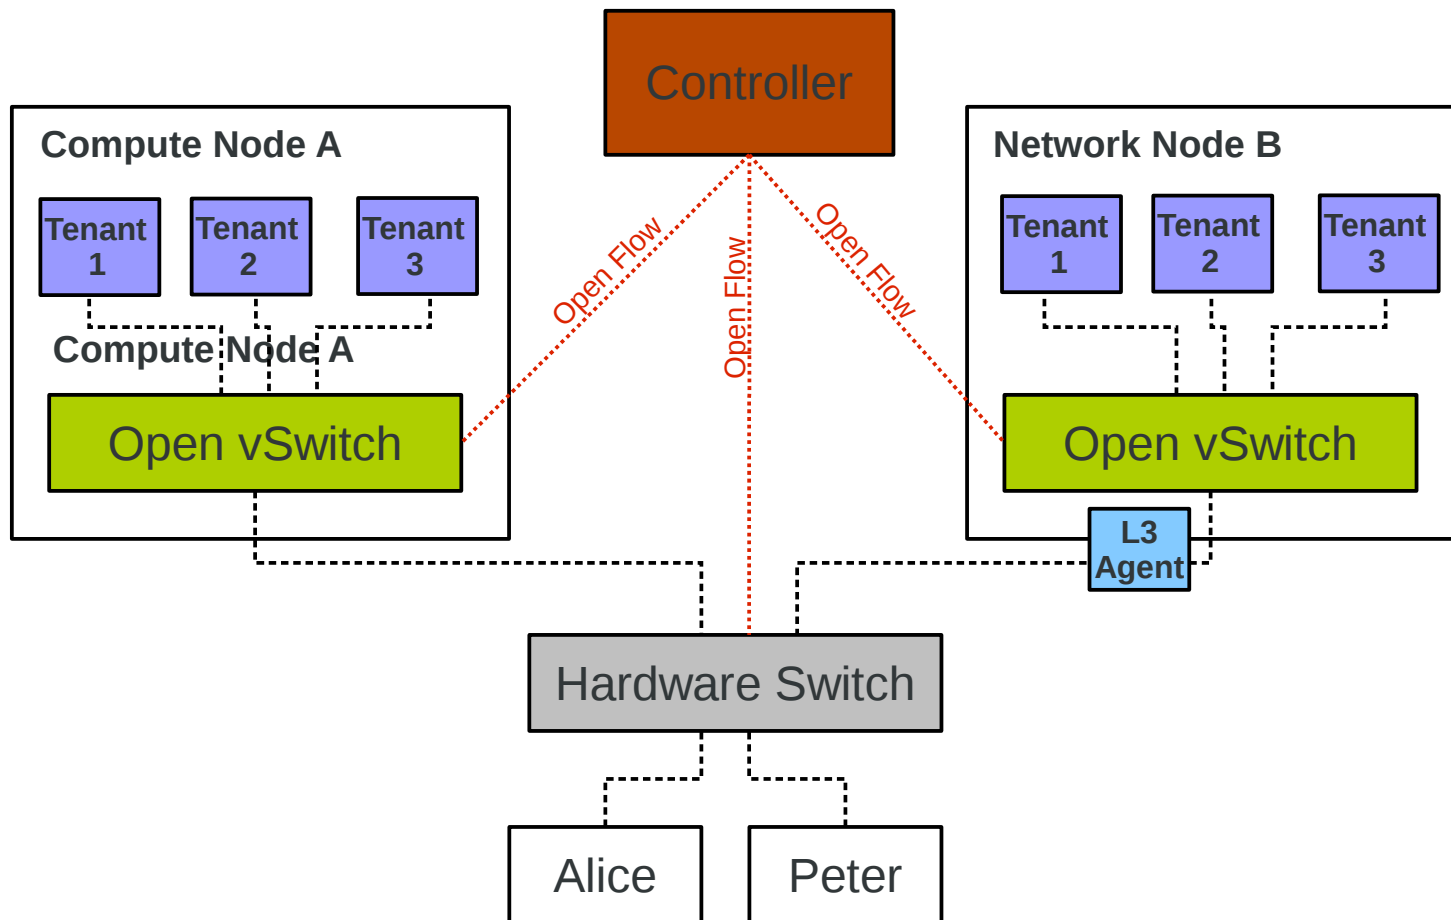 Controller
Compute Node A
Network Node B
Tenant
1
Tenant
2
Tenant
3
Tenant
1
Tenant
2
Tenant
3
Open Flow
Open Flow
Open Flow
Compute Node A
Open vSwitch
Open vSwitch
L3
Agent
Hardware Switch
Alice
Peter